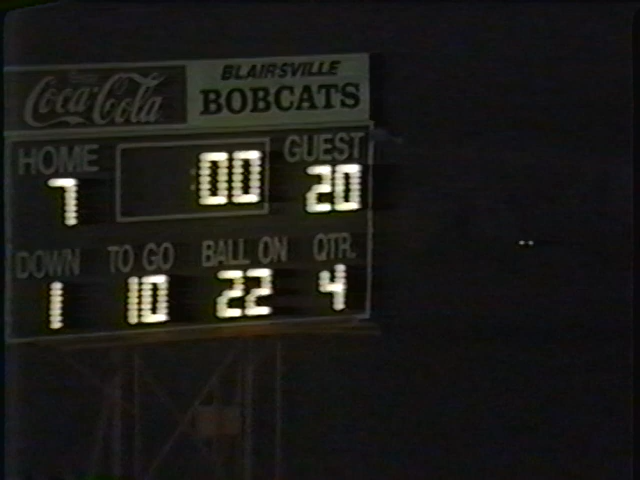 Coca-Cola
BLAIRSVILLE
BOBCATS
HOME :00 GUEST
7 20
DOWN TO GO BALL ON QTR.
1 10 22 4